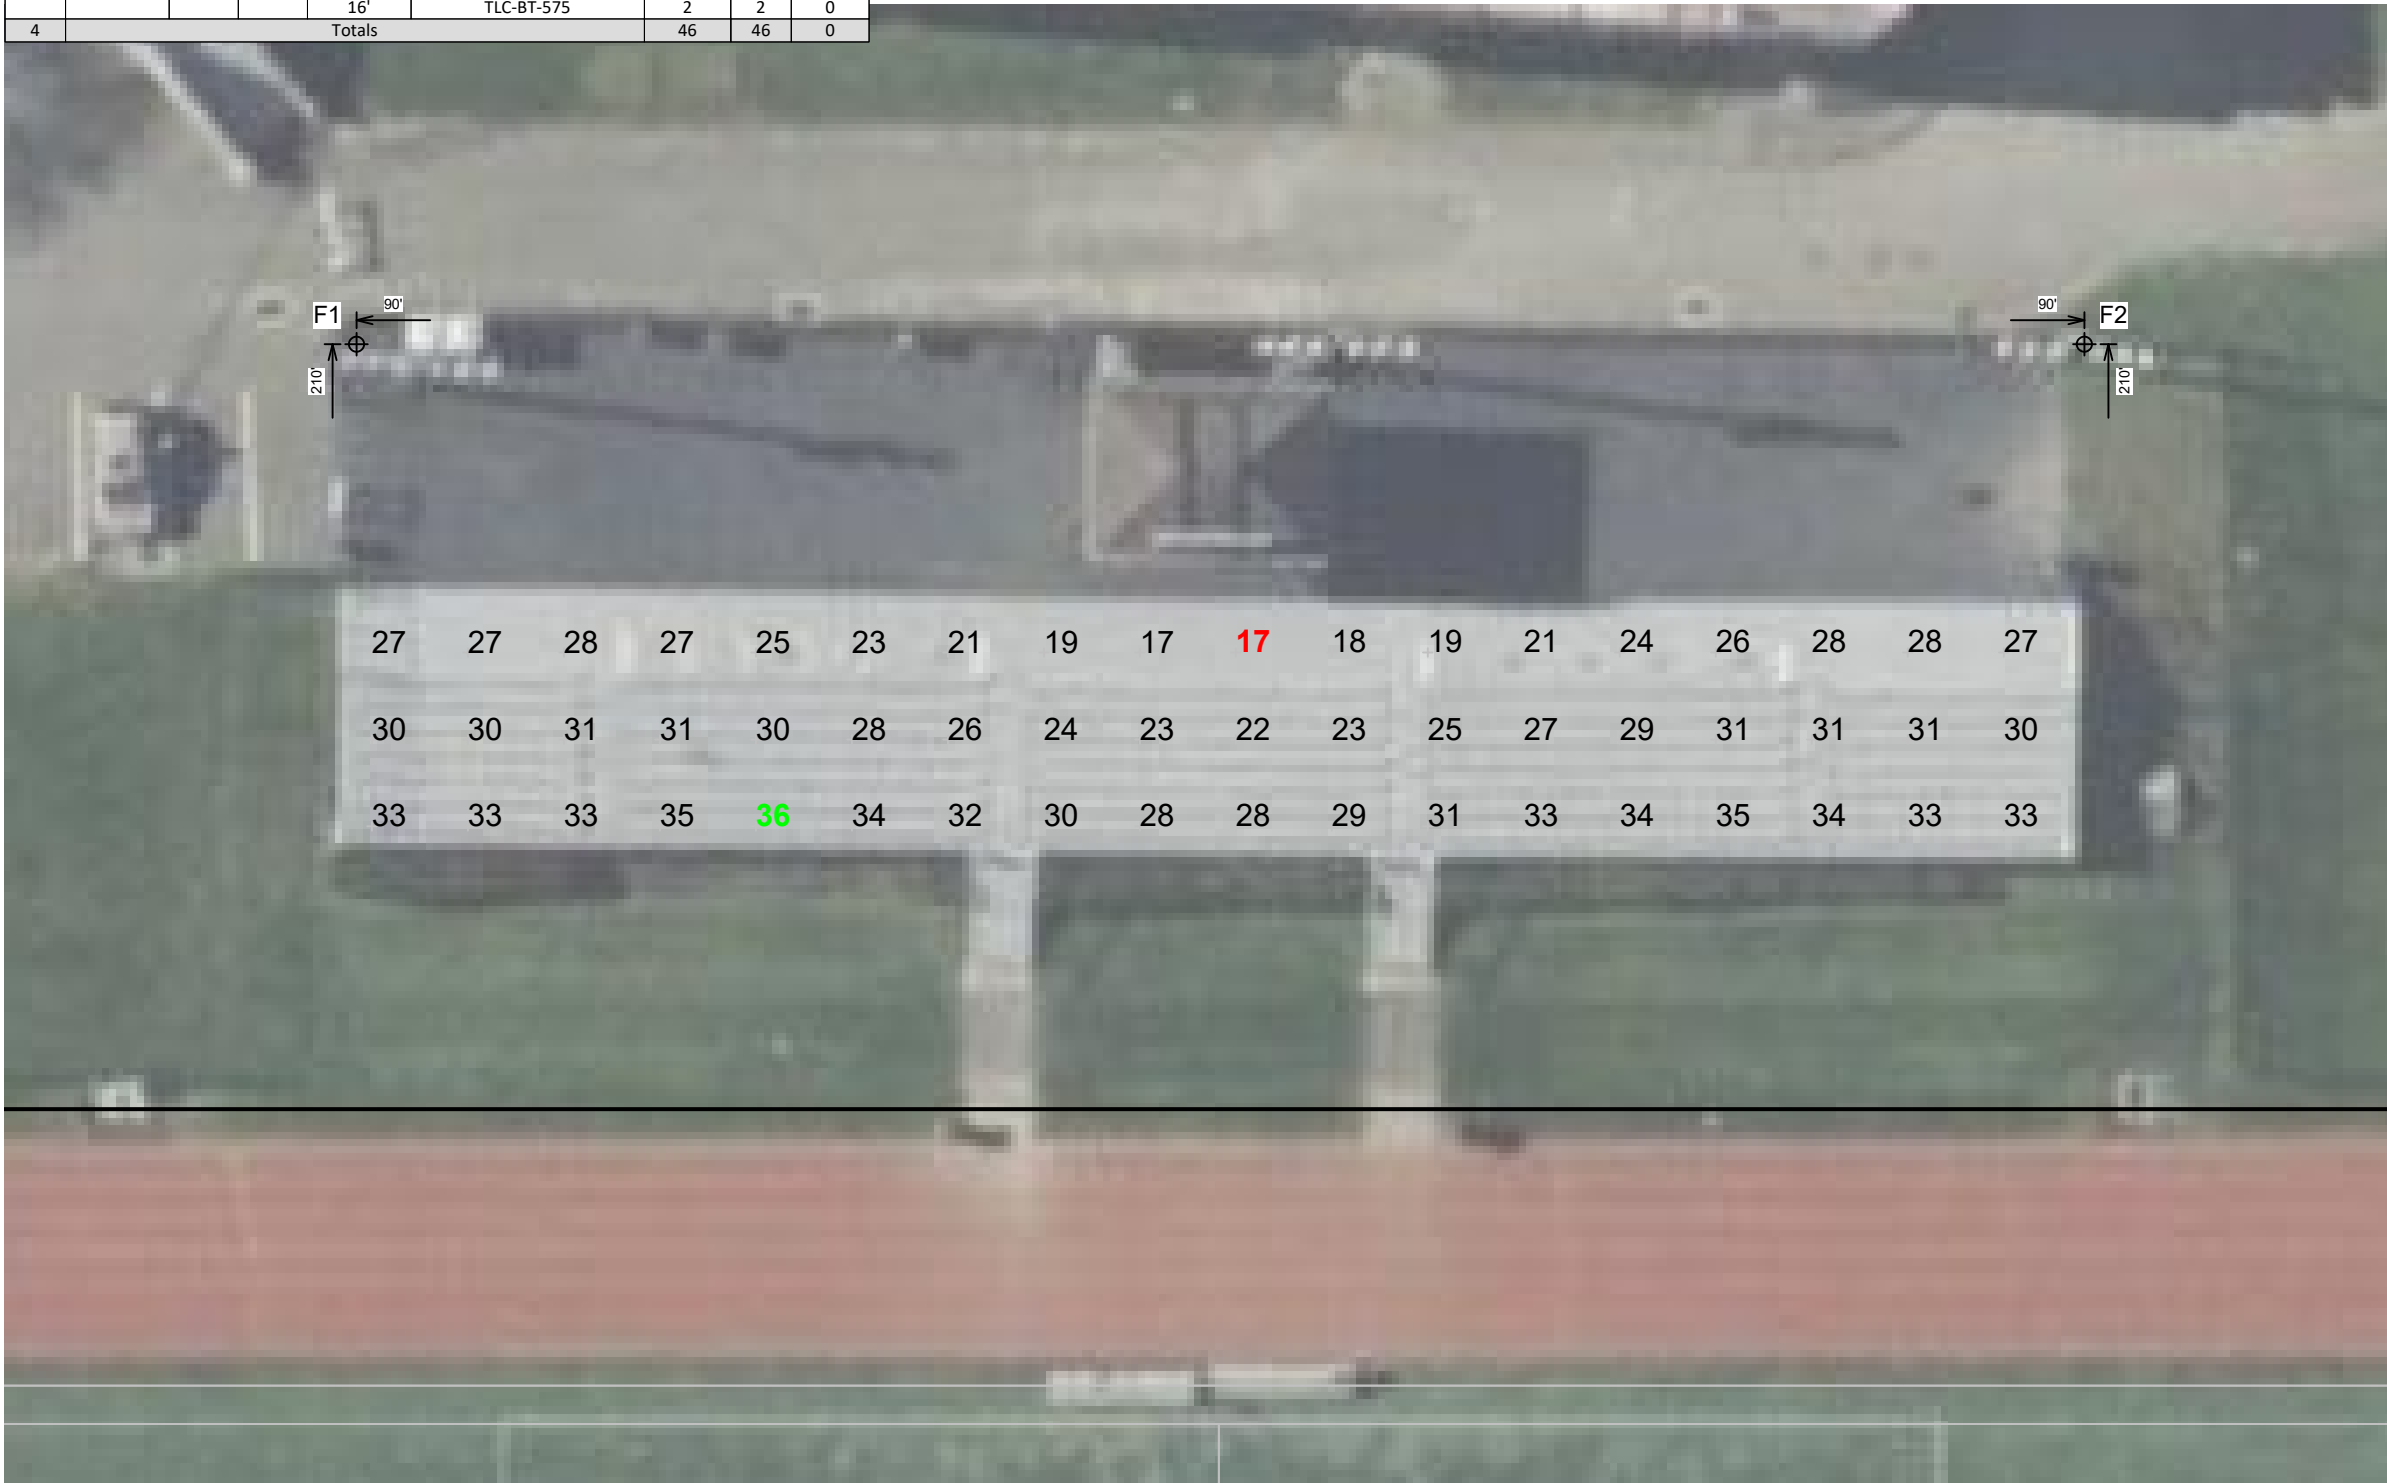 16' TLC-BT-575 2 2 0
4 Totals 46 46 0
F1 90' 90' F2
210' 210'
27 27 28 27 25 23 21 19 17 17 18 19 21 24 26 28 28 27
30 30 31 31 30 28 26 24 23 22 23 25 27 29 31 31 31 30
33 33 33 35 36 34 32 30 28 28 29 31 33 34 35 34 33 33